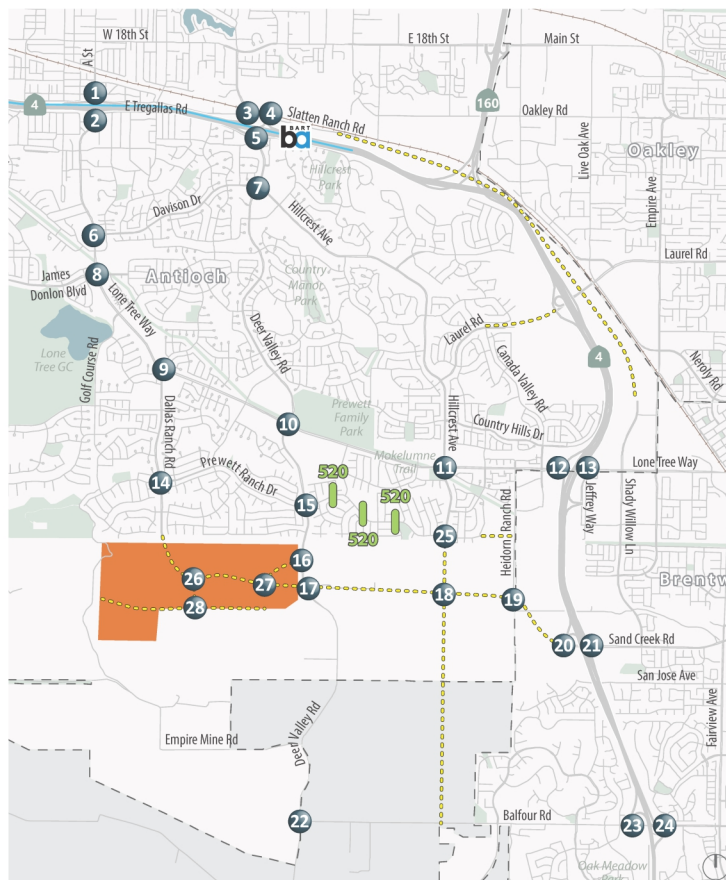 W 18th St
E 18th St
Main St
A St
1
4
E Tregallas Rd
2
3
4
5
BART
ba
Slatten Ranch Rd
160
Oakley Rd
Live Oak Ave
Oakley
Empire Ave
Hillcrest
Park
7
Davison Dr
Hillcrest Ave
6
Laurel Rd
James
Donlon Blvd
8
Antioch
Country
Manor
Park
Lone Tree Way
Deer Valley Rd
Laurel Rd
Canada Valley Rd
4
Neroly Rd
Lone
Tree GC
Golf Course Rd
9
Dallas Ranch Rd
10
Prewett
Family
Park
Hillcrest Ave
Country Hills Dr
Mokelumne
Trail
11
12
13
Lone Tree Way
14
Prewett Ranch Dr
15
520
520
520
Heidorn Ranch Rd
Jeffrey Way
Shady Willow Ln
25
16
26
27
17
28
18
19
Brentw
20
21
Sand Creek Rd
San Jose Ave
Fairview Ave
Empire Mine Rd
Deer Valley Rd
22
Balfour Rd
23
24
Oak Meadow
Park